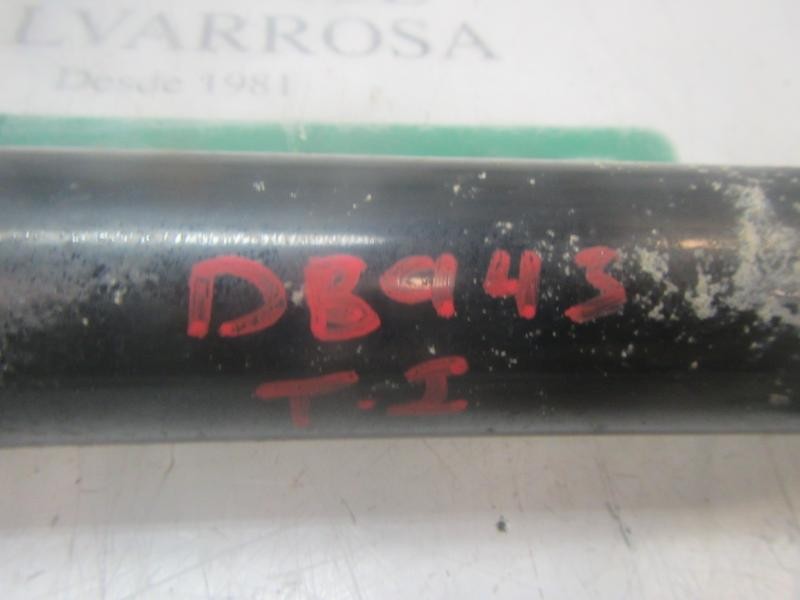 LVARROSA
Desde 1981
DB943
T.I